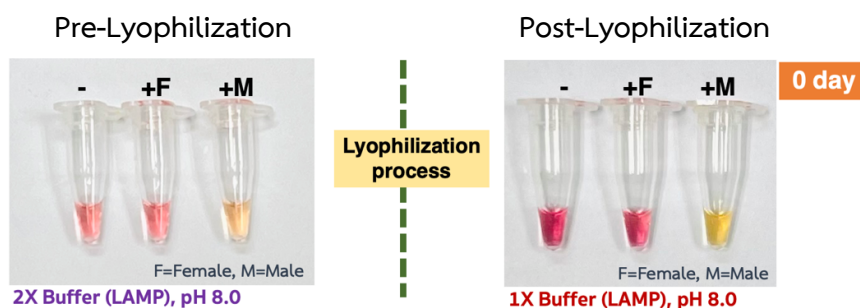 Pre-Lyophilization
Post-Lyophilization
- +F +M
- +F +M
0 day
Lyophilization
process
F=Female, M=Male
F=Female, M=Male
2X Buffer (LAMP), pH 8.0
1X Buffer (LAMP), pH 8.0